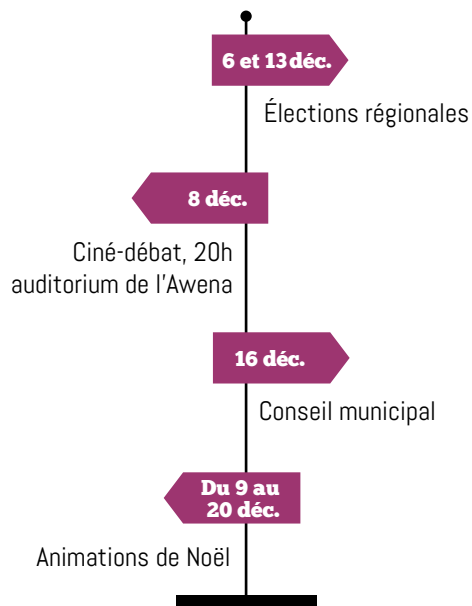 6 et 13 déc.
Élections régionales
8 déc.
Ciné-débat, 20h
auditorium de l'Awena
16 déc.
Conseil municipal
Du 9 au
20 déc.
Animations de Noël